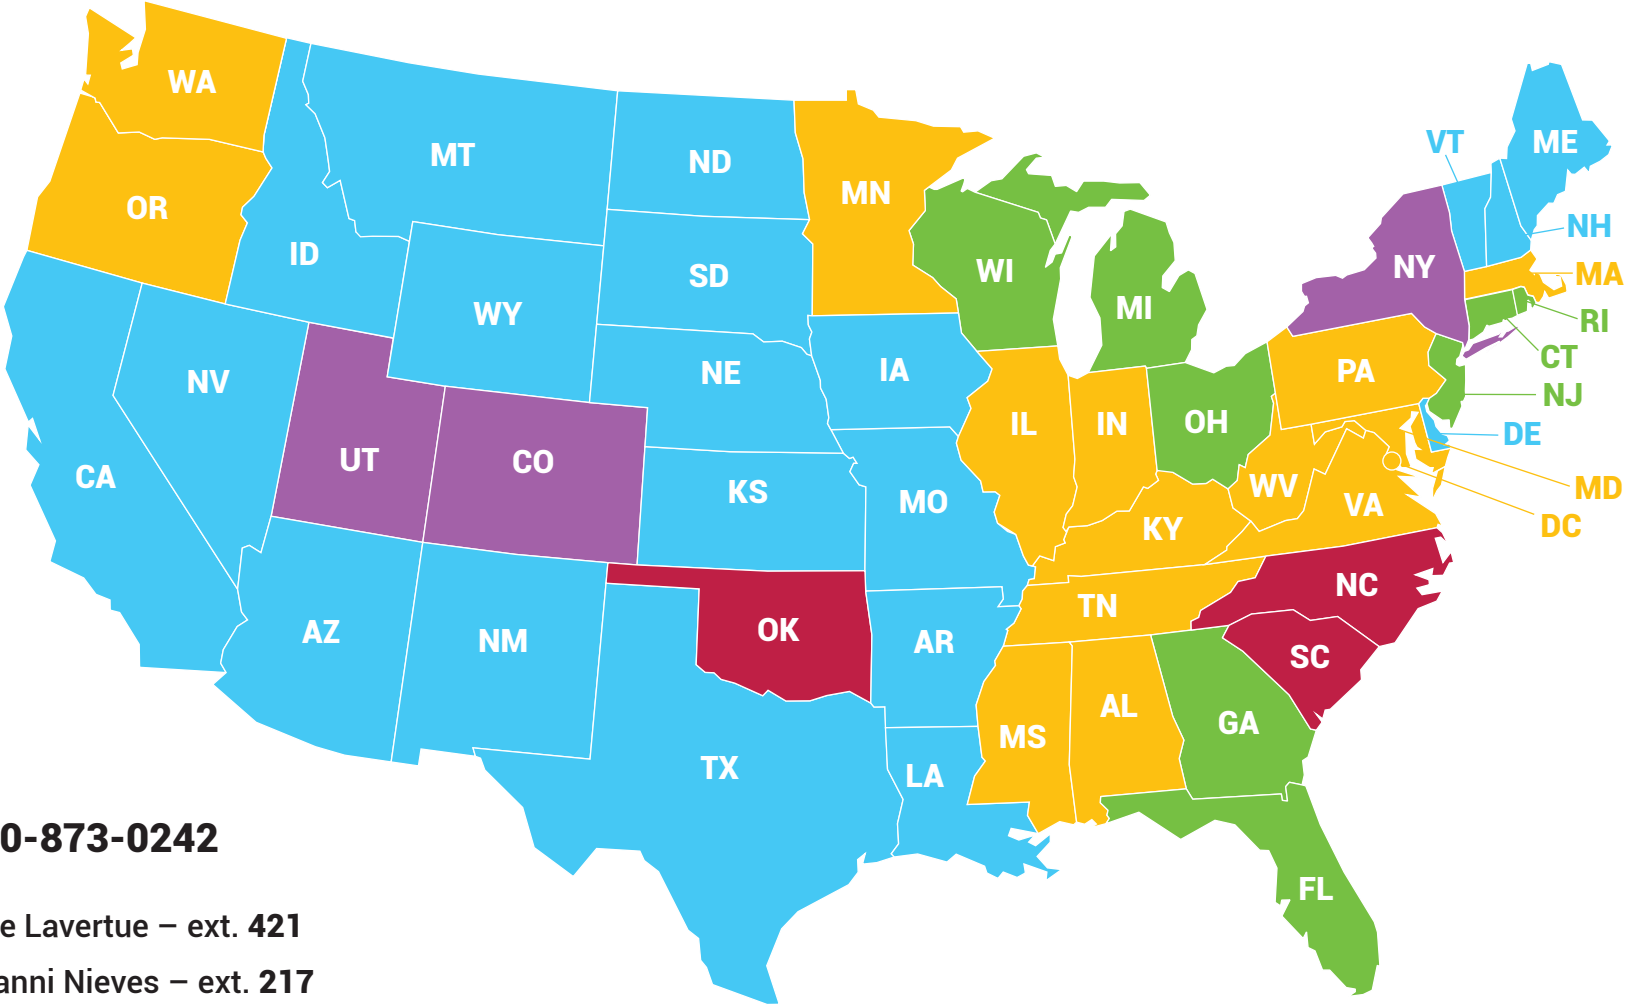 WA
MT
ND
MN
VT
ME
OR
ID
WY
SD
WI
MI
NY
NH
MA
RI
CT
NJ
DE
MD
DC
NV
NE
IA
PA
CA
UT
CO
KS
MO
IL
IN
OH
WV
VA
KY
AZ
NM
OK
AR
TN
NC
SC
TX
LA
MS
AL
GA
FL
0-873-0242
e Lavertue – ext. 421
anni Nieves – ext. 217